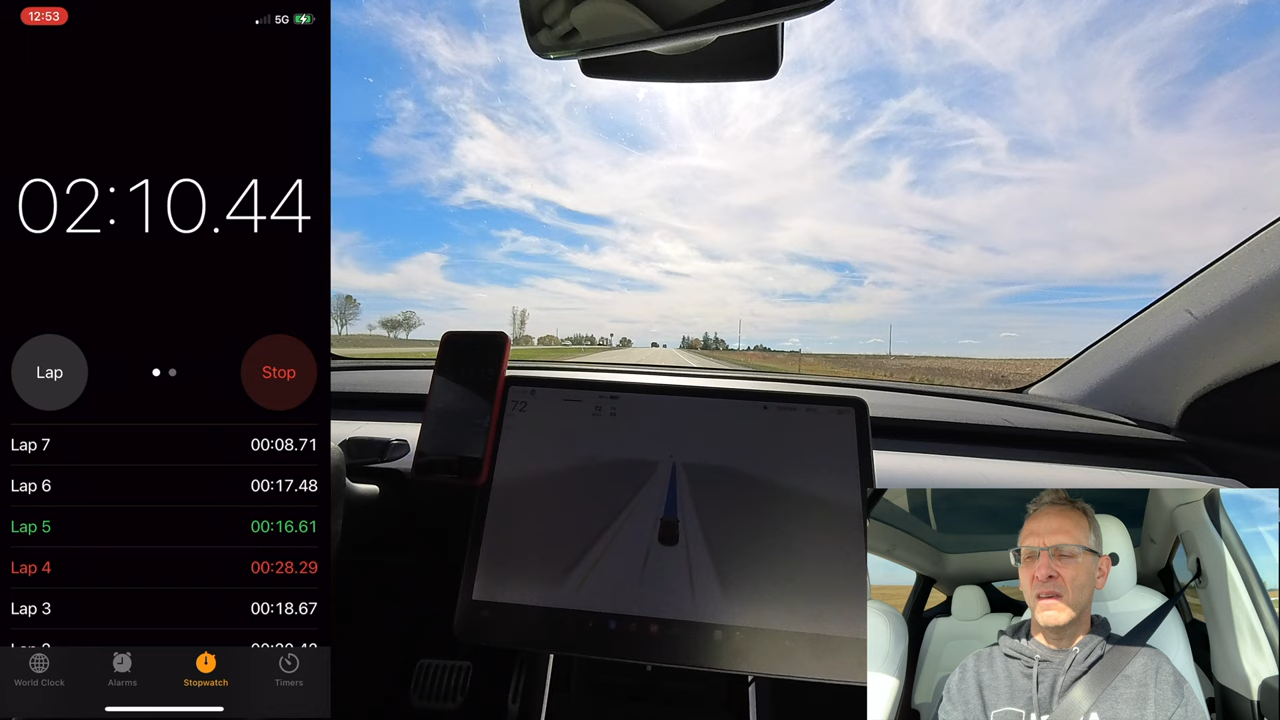 12:53
5G
02:10.44
Lap
Stop
Lap 7 00:08.71
Lap 6 00:17.48
Lap 5 00:16.61
Lap 4 00:28.29
Lap 3 00:18.67
World Clock
Alarms
Stopwatch
Timers
72